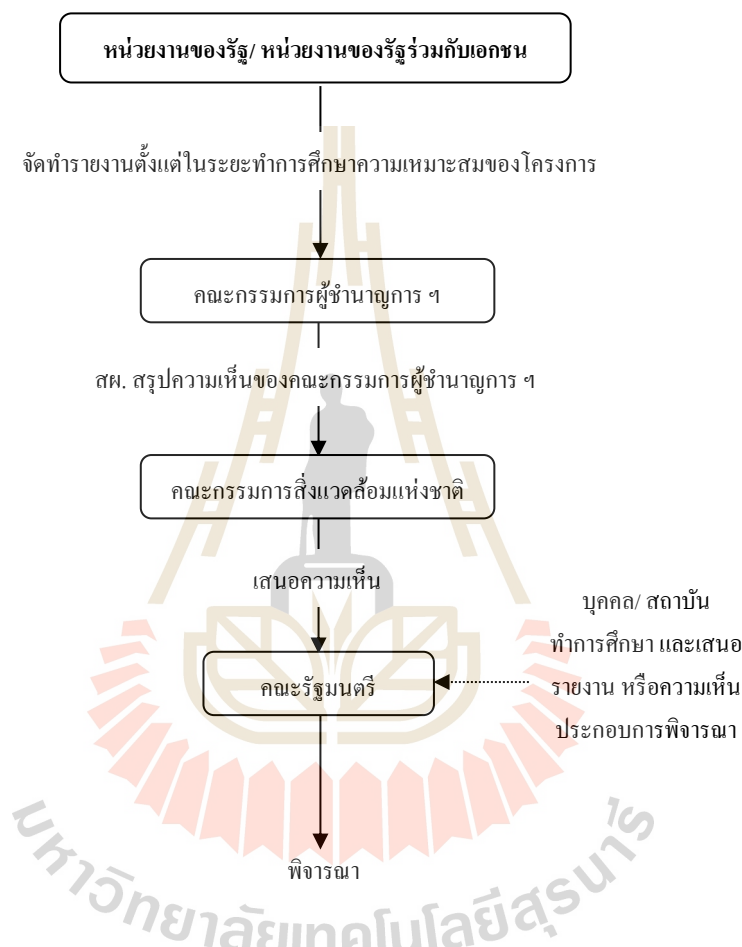 หน่วยงานของรัฐ/ หน่วยงานของรัฐร่วมกับเอกชน
จัดทำรายงานตั้งแต่ในระยะทำการศึกษาความเหมาะสมของโครงการ
คณะกรรมการผู้ชำนาญการ ฯ
สผ. สรุปความเห็นของคณะกรรมการผู้ชำนาญการ ฯ
คณะกรรมการสิ่งแวดล้อมแห่งชาติ
เสนอความเห็น
คณะรัฐมนตรี
บุคคล/ สถาบัน
ทำการศึกษา และเสนอ
รายงาน หรือความเห็น
ประกอบการพิจารณา
พิจารณา
มหาวิทยาลัยเทคโนโลยีสุรนารี